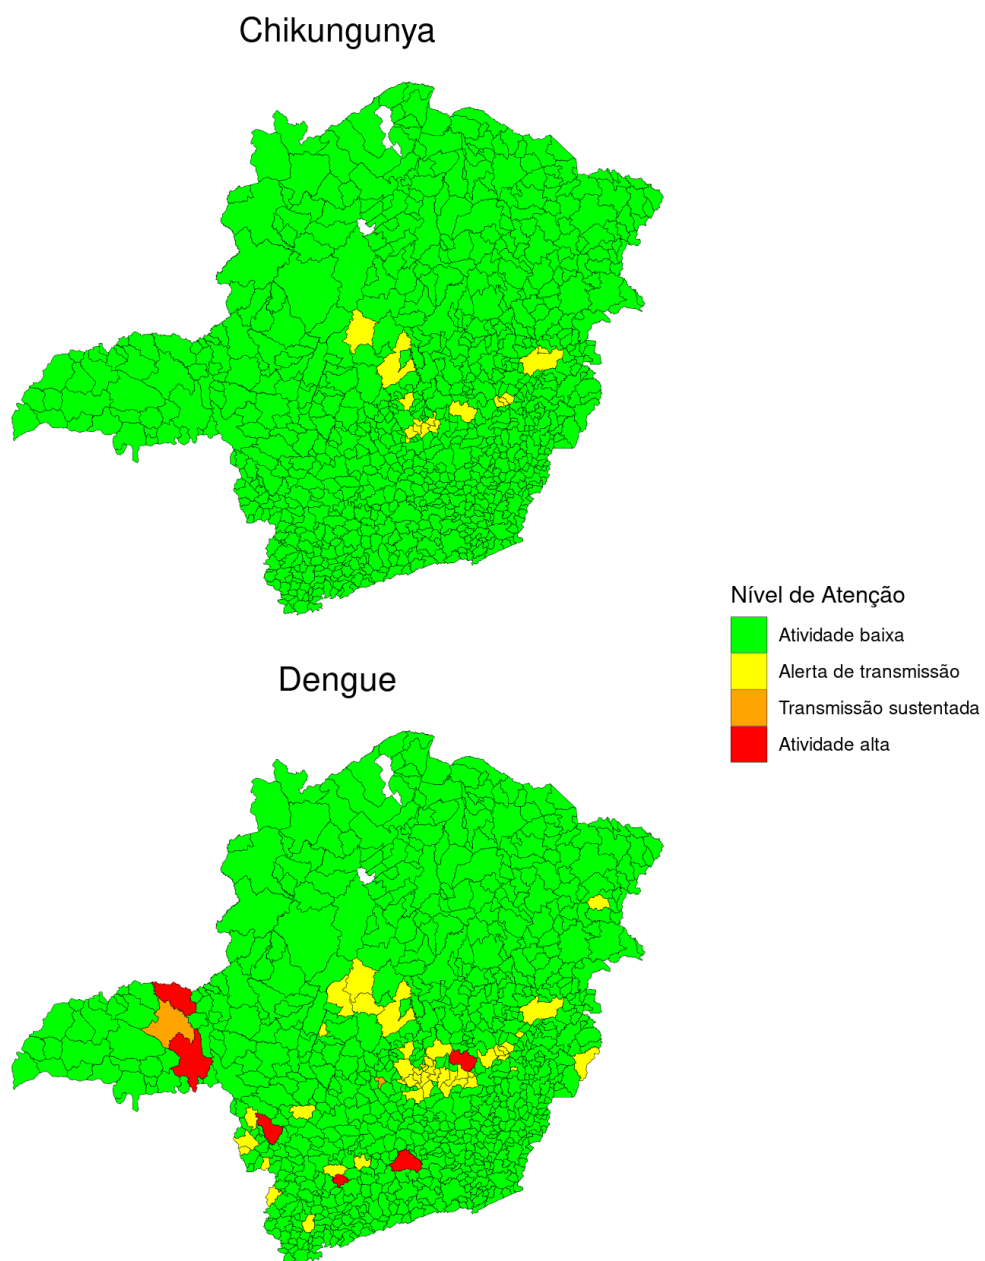 Chikungunya
Nível de Atenção
Atividade baixa
Alerta de transmissão
Transmissão sustentada
Atividade alta
Dengue